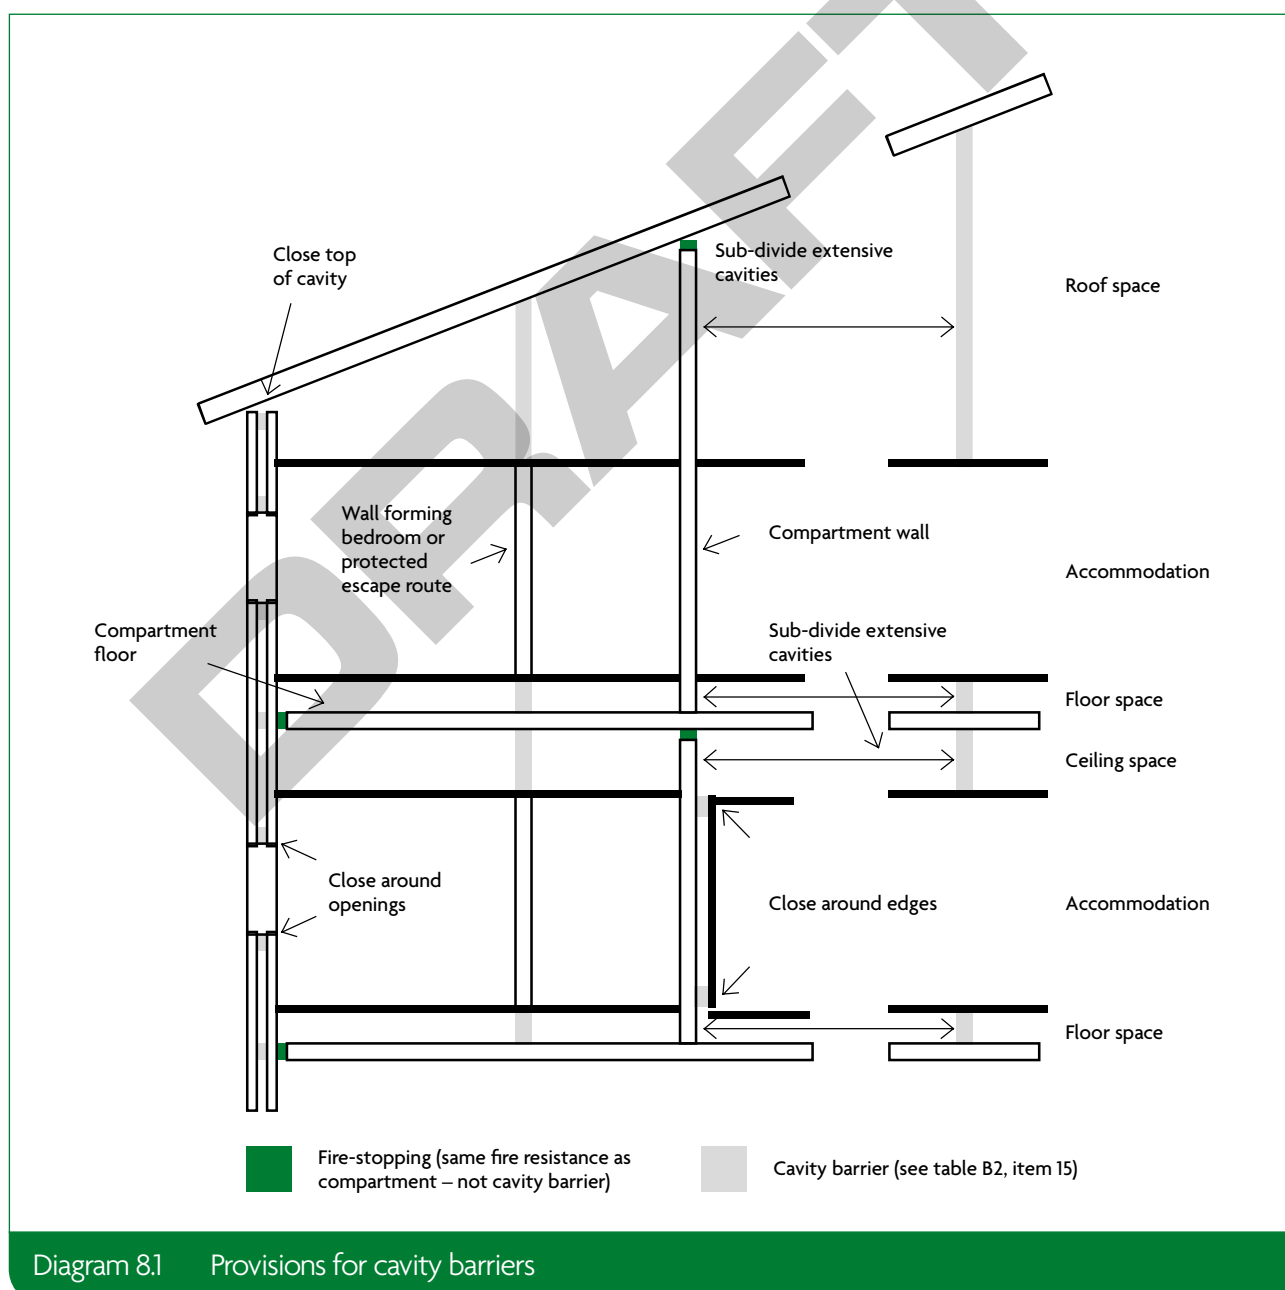 DRAFT
Close top
of cavity
Sub-divide extensive
cavities
Roof space
Wall forming
bedroom or
protected
escape route
Compartment wall
Accommodation
Compartment
floor
Sub-divide extensive
cavities
Floor space
Ceiling space
Close around
openings
Close around edges
Accommodation
Floor space
Fire-stopping (same fire resistance as
compartment – not cavity barrier)
Cavity barrier (see table B2, item 15)
Diagram 8.1 Provisions for cavity barriers